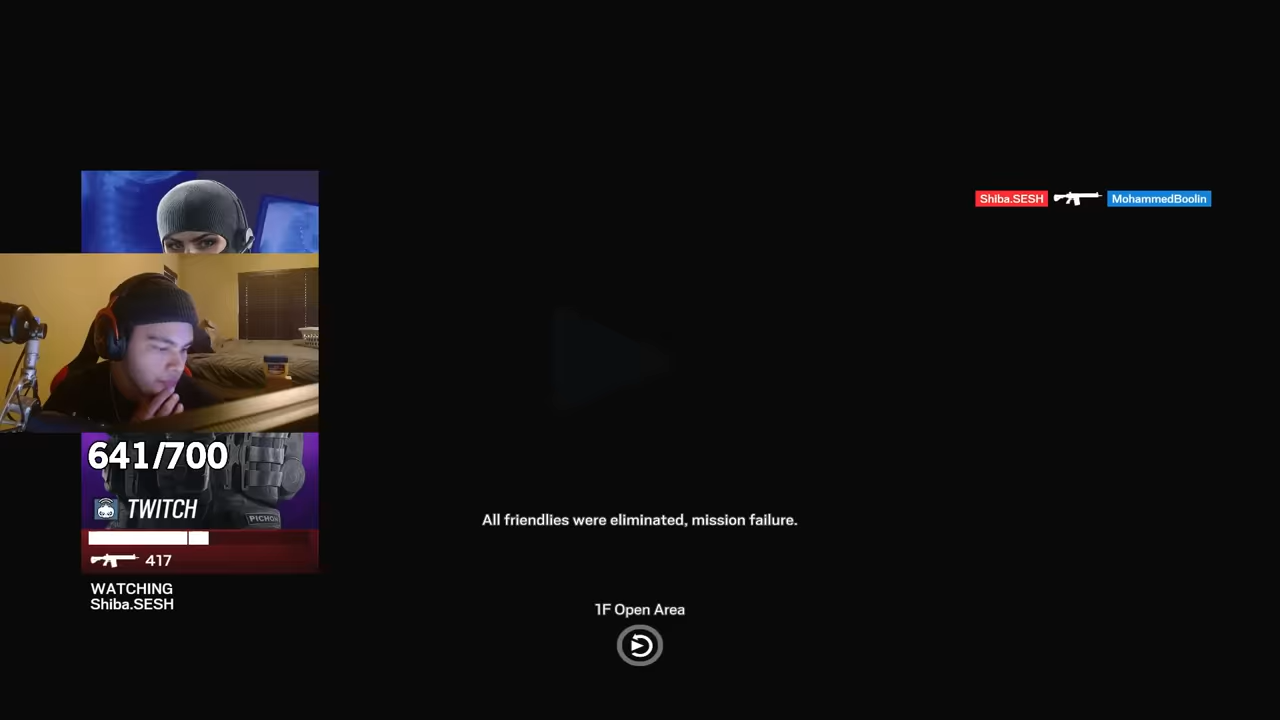 Shiba.SESH MohammedBoolin
641/700
TWITCH
PICHON
417
WATCHING
Shiba.SESH
All friendlies were eliminated, mission failure.
1F Open Area